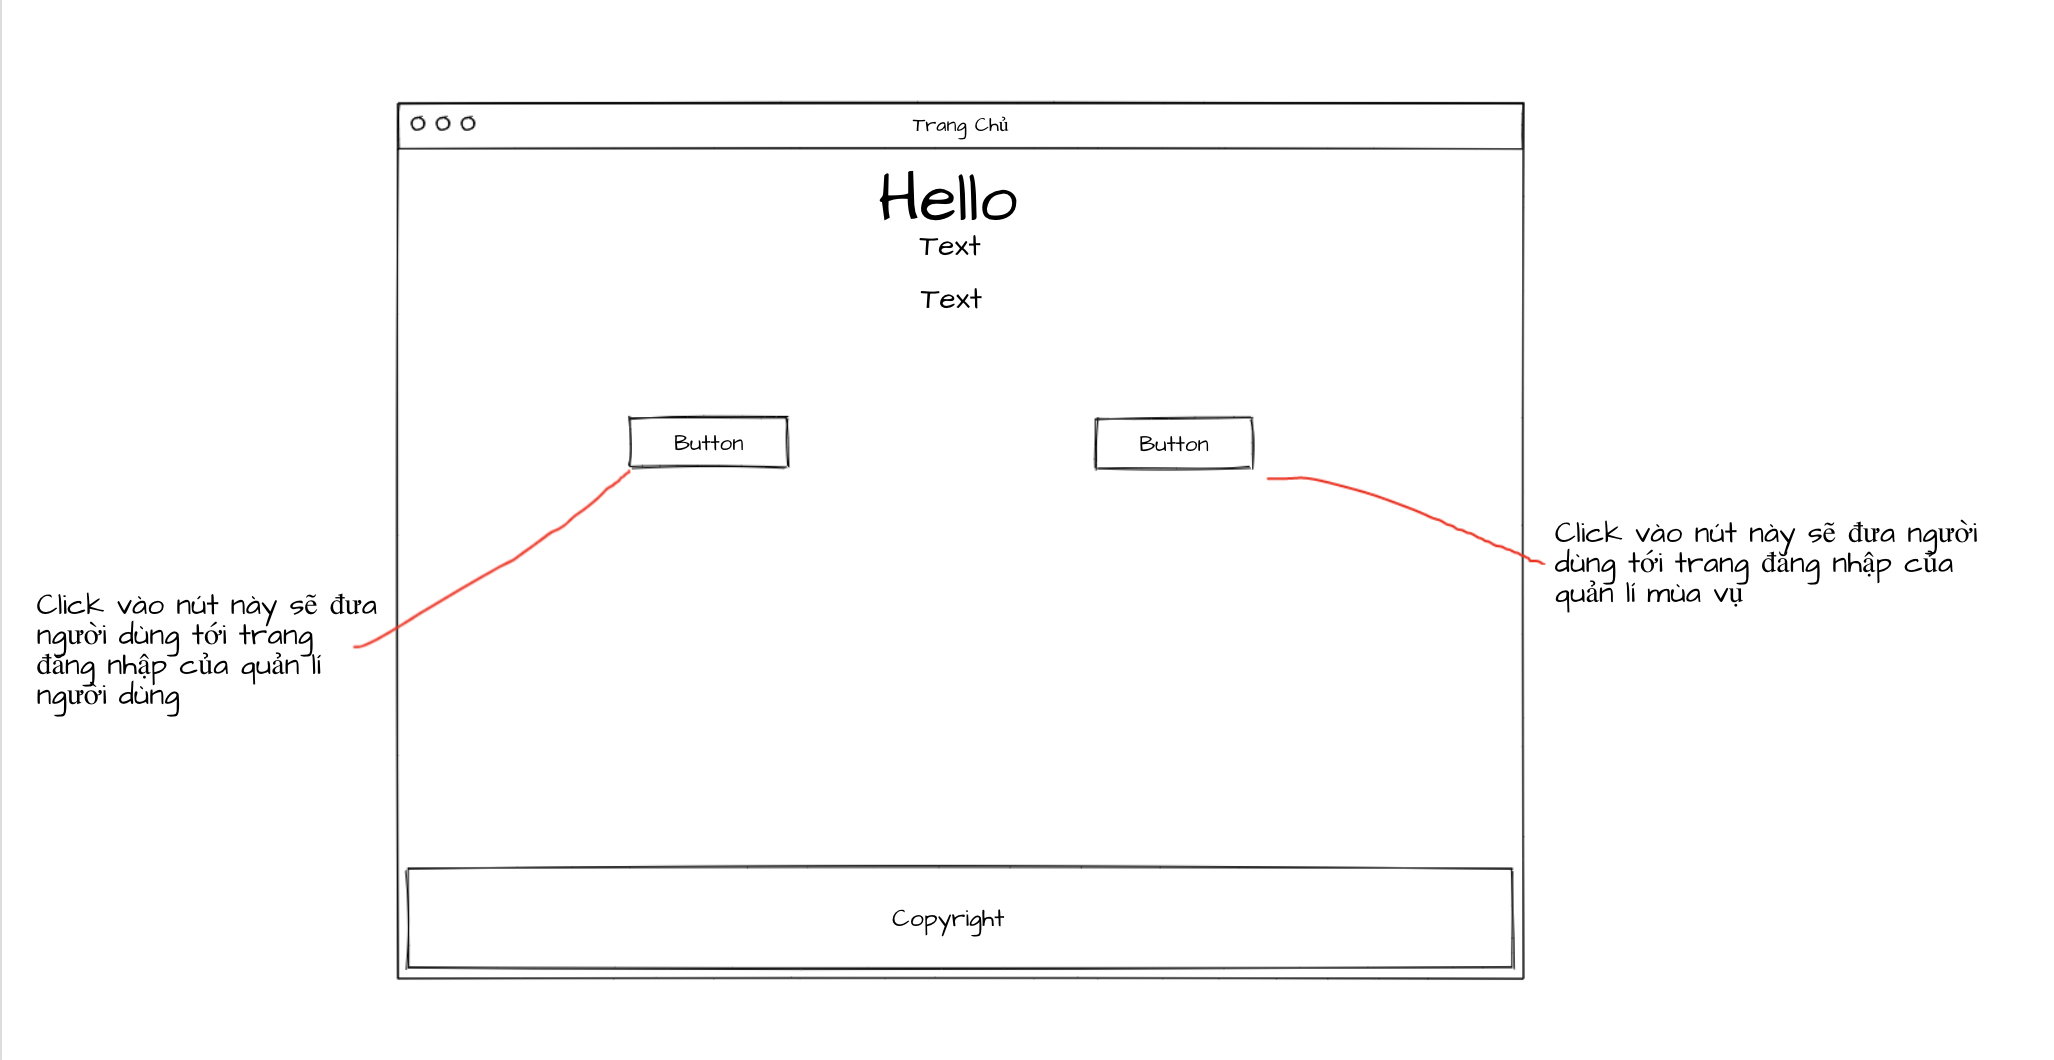 Trang Chủ
Hello
Text
Text
Button
Button
Click vào nút này sẽ đưa người
dùng tới trang đăng nhập của
quản lí mùa vụ
Click vào nút này sẽ đưa
người dùng tới trang
đăng nhập của quản lí
người dùng
Copyright